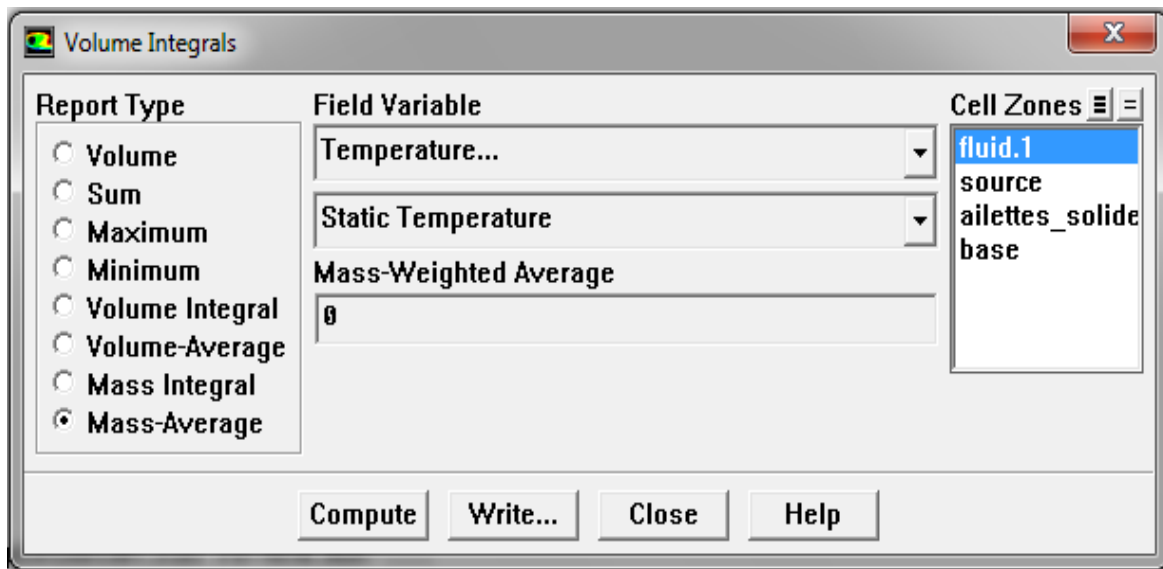 Volume Integrals
Report Type
Volume
Sum
Maximum
Minimum
Volume Integral
Volume-Average
Mass Integral
Mass-Average
Field Variable
Temperature...
Static Temperature
Mass-Weighted Average
0
Cell Zones
fluid.1
source
ailettes_solide
base
Compute
Write...
Close
Help